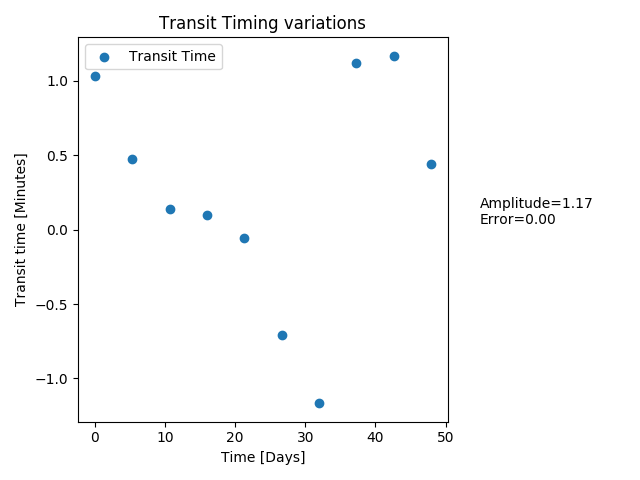 Transit Timing variations
Transit Time
1.0
0.5
0.0
−0.5
−1.0
Transit time [Minutes]
0 10 20 30 40 50
Time [Days]
Amplitude=1.17
Error=0.00